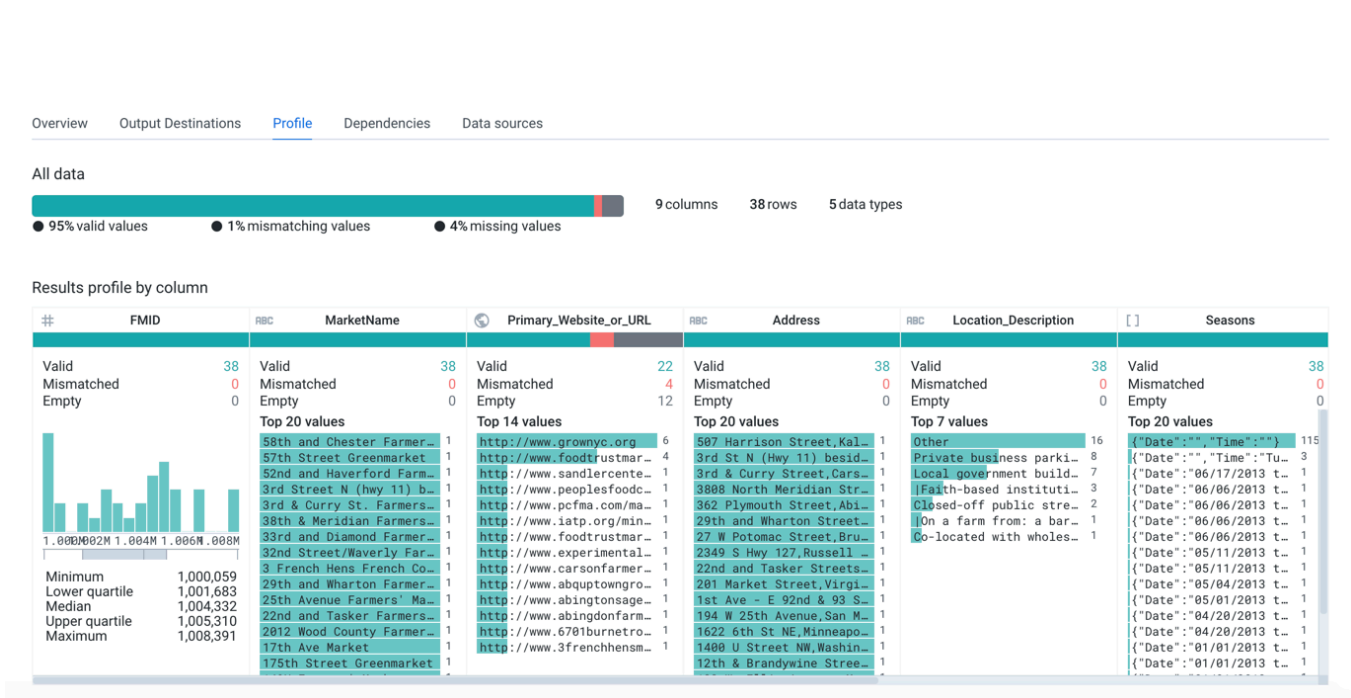 Overview Output Destinations Profile Dependencies Data sources
All data
9 columns 38 rows 5 data types
95% valid values 1% mismatching values 4% missing values
Results profile by column
# FMID
Valid 38
Mismatched 0
Empty 0
1.004M 1.006M 1.008M
Minimum 1,000,059
Lower quartile 1,001,683
Median 1,004,332
Upper quartile 1,005,310
Maximum 1,008,391
ABC MarketName
Valid 38
Mismatched 0
Empty 0
Top 20 values
58th and Chester Farmer… 1
57th Street Greenmarket 1
52nd and Haverford Farm… 1
3rd Street N (hwy 11) b… 1
3rd & Curry St. Farmers… 1
38th & Meridian Farmers… 1
33rd and Diamond Farmer… 1
32nd Street/Waverly Far… 1
3 French Hens French Co… 1
29th and Wharton Farmer… 1
25th Avenue Farmers' Ma… 1
22nd and Tasker Farmers… 1
2012 Wood County Farmer… 1
17th Ave Market 1
175th Street Greenmarket 1
Primary_Website_or_URL
Valid 22
Mismatched 4
Empty 12
Top 14 values
http://www.grownyc.org 6
http://www.foodtrustmar… 4
http://www.sandlercente… 1
http://www.peoplesfoodc… 1
http://www.pcfma.com/ma… 1
http://www.iatp.org/min… 1
http://www.foodtrustmar… 1
http://www.experimental… 1
http://www.carsonfarmer… 1
http://www.abquptowngro… 1
http://www.abingtonsage… 1
http://www.abingdonfarm… 1
http://www.6701burnetro… 1
http://www.3frenchhensm… 1
ABC Address
Valid 38
Mismatched 0
Empty 0
Top 20 values
507 Harrison Street,Kal… 1
3rd St N (Hwy 11) besid… 1
3rd & Curry Street,Cars… 1
3808 North Meridian Str… 1
362 Plymouth Street,Abi… 1
29th and Wharton Street… 1
27 W Potomac Street,Bru… 1
2349 S Hwy 127,Russell … 1
22nd and Tasker Streets… 1
201 Market Street,Virgi… 1
1st Ave - E 92nd & 93 S… 1
194 W 25th Avenue,San M… 1
1622 6th St NE,Minneapo… 1
1400 U Street NW,Washin… 1
12th & Brandywine Stree… 1
ABC Location_Description
Valid 38
Mismatched 0
Empty 0
Top 7 values
Other 16
Private business parki… 8
Local government build… 7
|Faith-based instituti… 3
Closed-off public stre… 2
|On a farm from: a bar… 1
Co-located with wholes… 1
[ ] Seasons
Valid 38
Mismatched 0
Empty 0
Top 20 values
{"Date":"","Time":""} 115
{"Date":"","Time":"Tu… 3
{"Date":"06/17/2013 t… 1
{"Date":"06/06/2013 t… 1
{"Date":"06/06/2013 t… 1
{"Date":"06/06/2013 t… 1
{"Date":"06/06/2013 t… 1
{"Date":"05/11/2013 t… 1
{"Date":"05/11/2013 t… 1
{"Date":"05/04/2013 t… 1
{"Date":"05/01/2013 t… 1
{"Date":"04/20/2013 t… 1
{"Date":"04/20/2013 t… 1
{"Date":"01/01/2013 t… 1
{"Date":"01/01/2013 t… 1